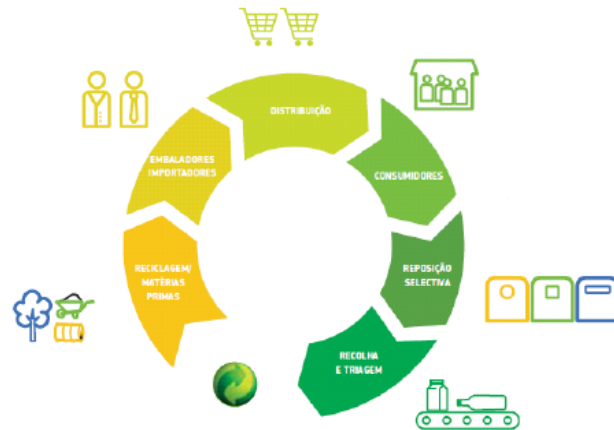 DISTRIBUIÇÃO
CONSUMIDORES
REPOSIÇÃO
SELECTIVA
RECOLHA
E TRIAGEM
RECICLAGEM/
MATÉRIAS
PRIMAS
EMBALADORES
IMPORTADORES